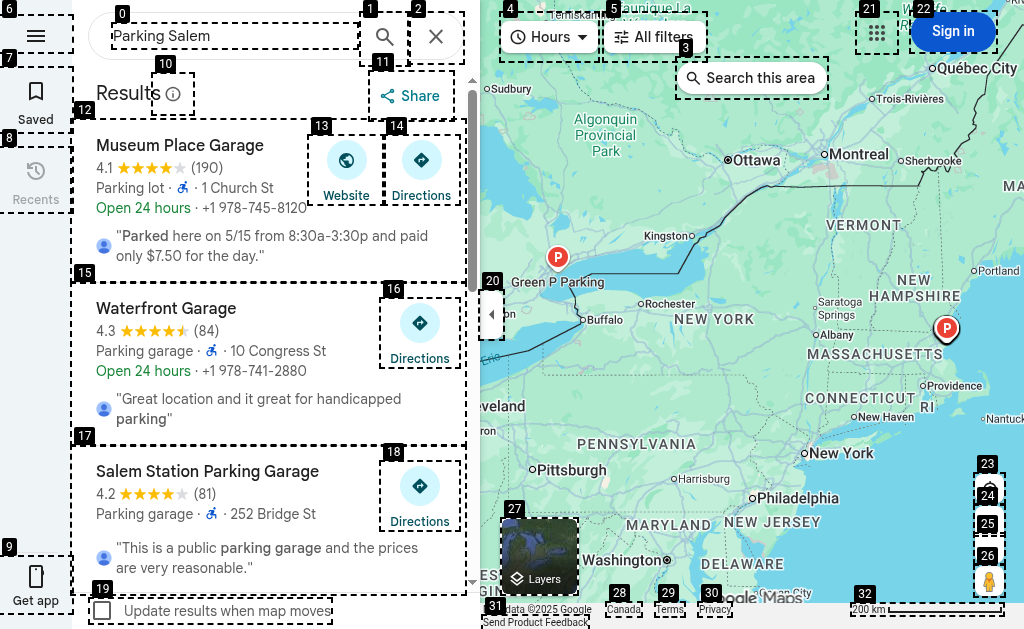 6
0
1
2
Parking Salem
7
10
11
Results
Share
Saved
12
13
14
Museum Place Garage
4.1 (190)
Parking lot · · 1 Church St
Open 24 hours · +1 978-745-8120
Website
Directions
"Parked here on 5/15 from 8:30a-3:30p and paid
only $7.50 for the day."
8
Recents
15
16
Waterfront Garage
4.3 (84)
Parking garage · · 10 Congress St
Open 24 hours · +1 978-741-2880
Directions
"Great location and it great for handicapped
parking"
17
18
Salem Station Parking Garage
4.2 (81)
Parking garage · · 252 Bridge St
Directions
"This is a public parking garage and the prices
are very reasonable."
9
Get app
19
Update results when map moves
4
5
Hours
All filters
3
Search this area
21
22
Sign in
Québec City
Sudbury
Trois-Rivières
Algonquin
Provincial
Park
Ottawa
Montreal
Sherbrooke
MA
VERMONT
Kingston
P
Green P Parking
Portland
NEW
HAMPSHIRE
20
Rochester
Saratoga
Springs
Buffalo
NEW YORK
P
Albany
MASSACHUSETTS
Erie
Providence
CONNECTICUT
RI
New Haven
Nantuck
eveland
ron
on
PENNSYLVANIA
New York
Pittsburgh
Harrisburg
23
24
25
26
Philadelphia
27
MARYLAND
NEW JERSEY
Washington
DELAWARE
Layers
28
29
30
31
32
Google Maps
data ©2025 Google
Canada
Terms
Privacy
200 km
Send Product Feedback